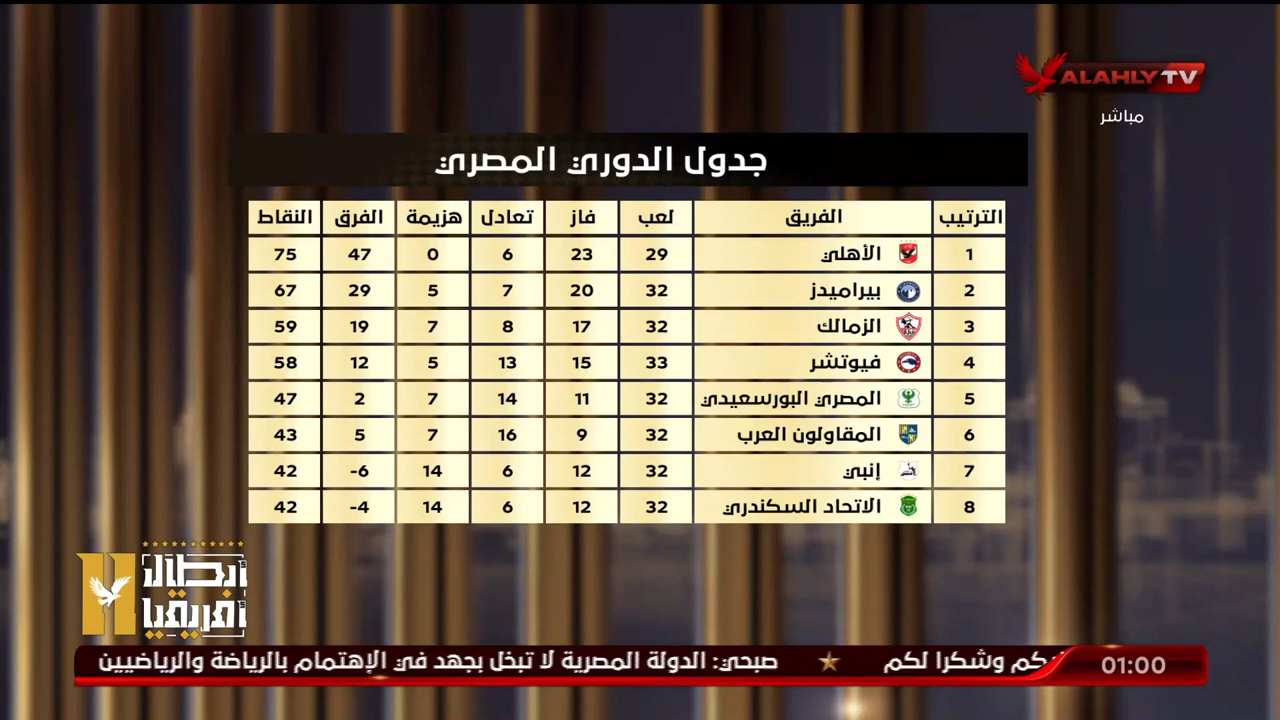 ALAHLY TV
مباشر
جدول الدوري المصري
الترتيب الفريق لعب فاز تعادل هزيمة الفرق النقاط
1 الأهلي 29 23 6 0 47 75
2 بيراميدز 32 20 7 5 29 67
3 الزمالك 32 17 8 7 19 59
4 فيوتشر 33 15 13 5 12 58
5 المصري البورسعيدي 32 11 14 7 2 47
6 المقاولون العرب 32 9 16 7 5 43
7 إنبي 32 12 6 14 -6 42
8 الاتحاد السكندري 32 12 6 14 -4 42
أبطال
أفريقيا
11
01:00 وشكرا لكم ★ صبحي: الدولة المصرية لا تبخل بجهد في الإهتمام بالرياضة والرياضيين